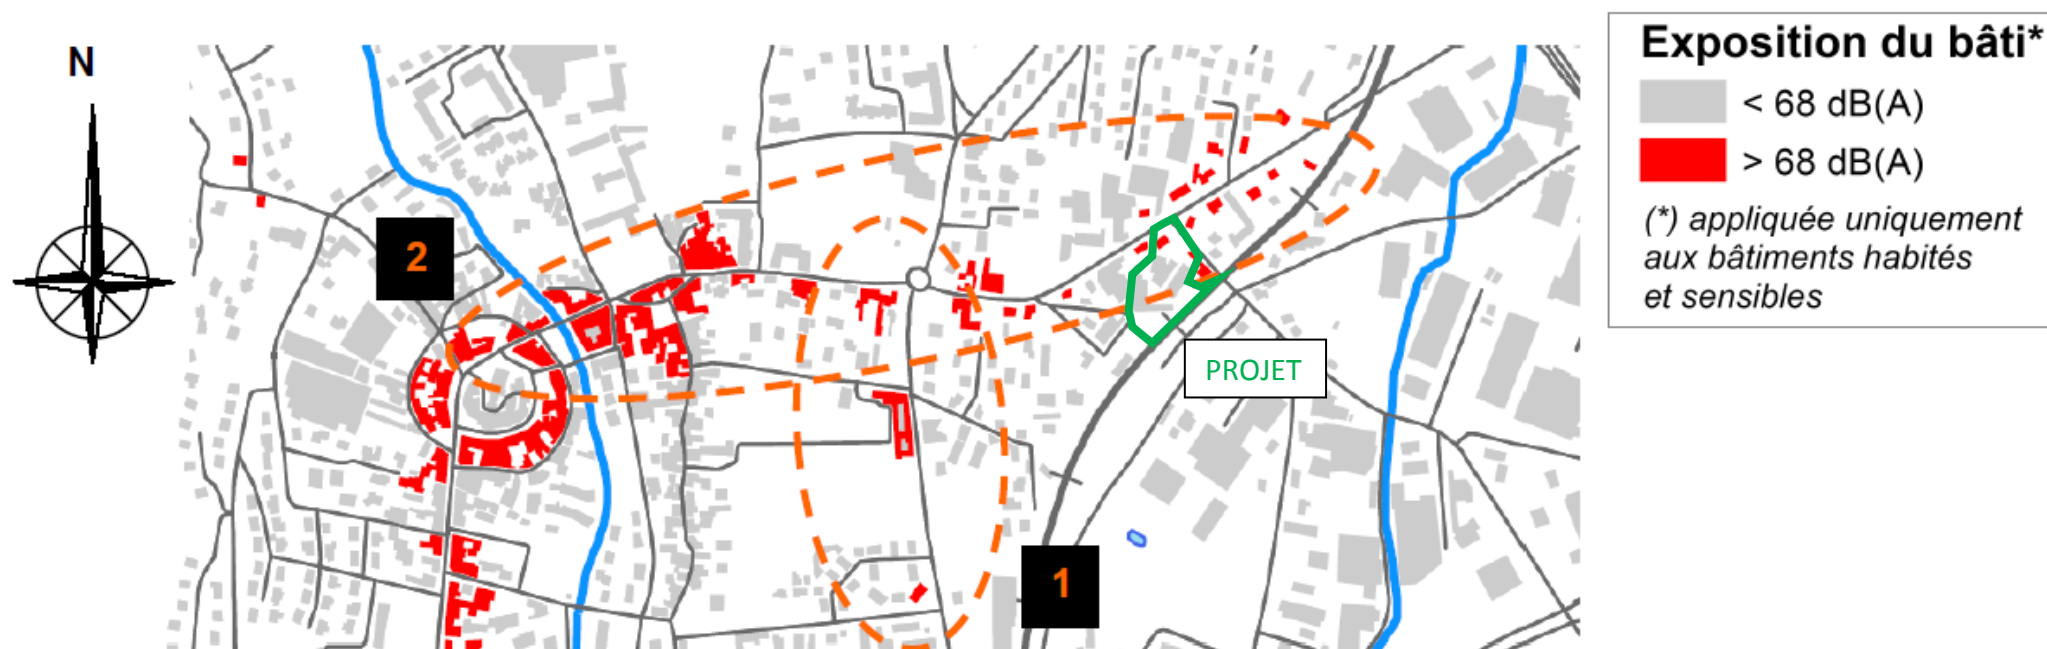 N
2
1
PROJET
Exposition du bâti*
< 68 dB(A)
> 68 dB(A)
(*) appliquée uniquement
aux bâtiments habités
et sensibles